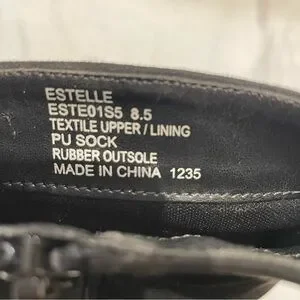 ESTELLE
ESTE01S5 8.5
TEXTILE UPPER/LINING
PU SOCK
RUBBER OUTSOLE
MADE IN CHINA 1235